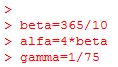 >
> beta=365/10
> alfa=4*beta
> gamma=1/75